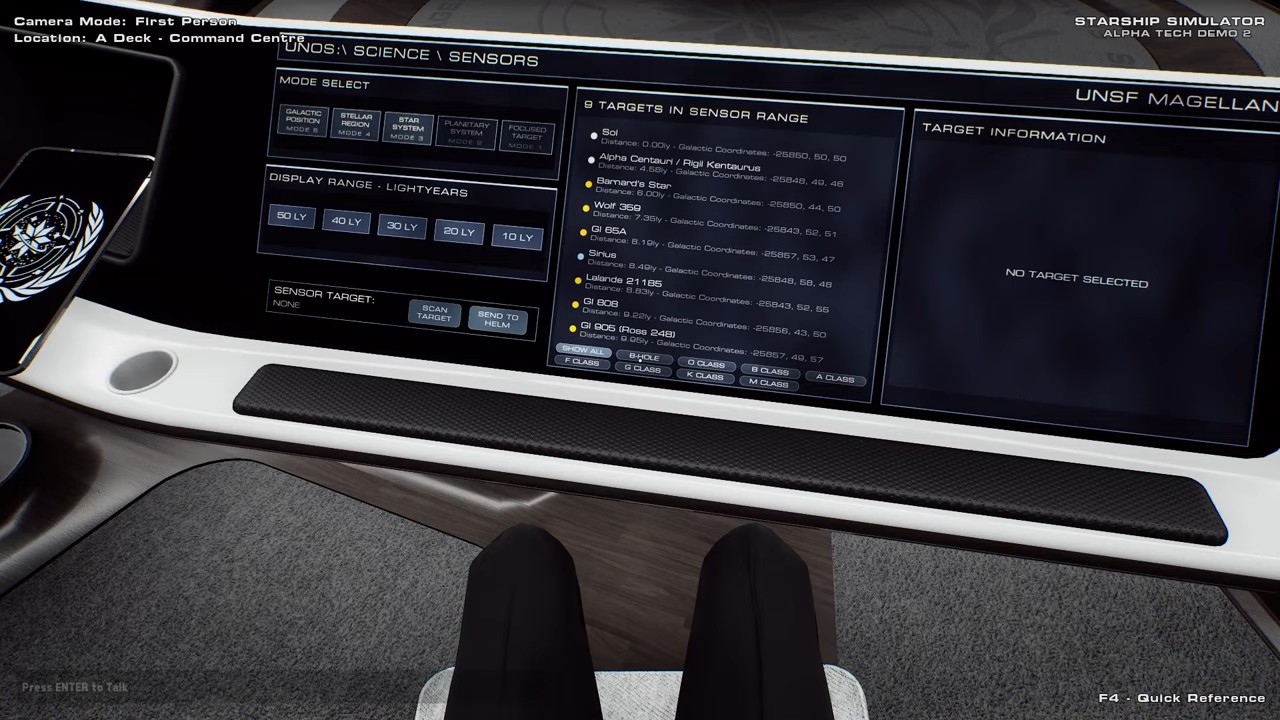 Camera Mode: First Person
Location: A Deck - Command Centre
STARSHIP SIMULATOR
ALPHA TECH DEMO 2
UNOS:\ SCIENCE \ SENSORS
UNSF MAGELLAN
MODE SELECT
GALACTIC POSITION MODE 5
STELLAR REGION MODE 4
STAR SYSTEM MODE 3
PLANETARY SYSTEM MODE 2
FOCUSED TARGET MODE 1
DISPLAY RANGE - LIGHTYEARS
50 LY
40 LY
30 LY
20 LY
10 LY
SENSOR TARGET:
NONE
SCAN TARGET
SEND TO HELM
9 TARGETS IN SENSOR RANGE
Sol
Distance: 0.00ly - Galactic Coordinates: -25850, 50, 50
Alpha Centauri / Rigil Kentaurus
Distance: 4.58ly - Galactic Coordinates: -25848, 49, 46
Barnard's Star
Distance: 6.00ly - Galactic Coordinates: -25850, 44, 50
Wolf 359
Distance: 7.35ly - Galactic Coordinates: -25843, 52, 51
Gl 65A
Distance: 8.19ly - Galactic Coordinates: -25857, 53, 47
Sirius
Distance: 8.49ly - Galactic Coordinates: -25848, 58, 48
Lalande 21185
Distance: 8.83ly - Galactic Coordinates: -25843, 52, 55
Gl 808
Distance: 9.22ly - Galactic Coordinates: -25856, 43, 50
Gl 905 (Ross 248)
Distance: 9.95ly - Galactic Coordinates: -25857, 49, 57
SHOW ALL
B-HOLE
O CLASS
B CLASS
A CLASS
F CLASS
G CLASS
K CLASS
M CLASS
TARGET INFORMATION
NO TARGET SELECTED
Press ENTER to Talk
F4 - Quick Reference